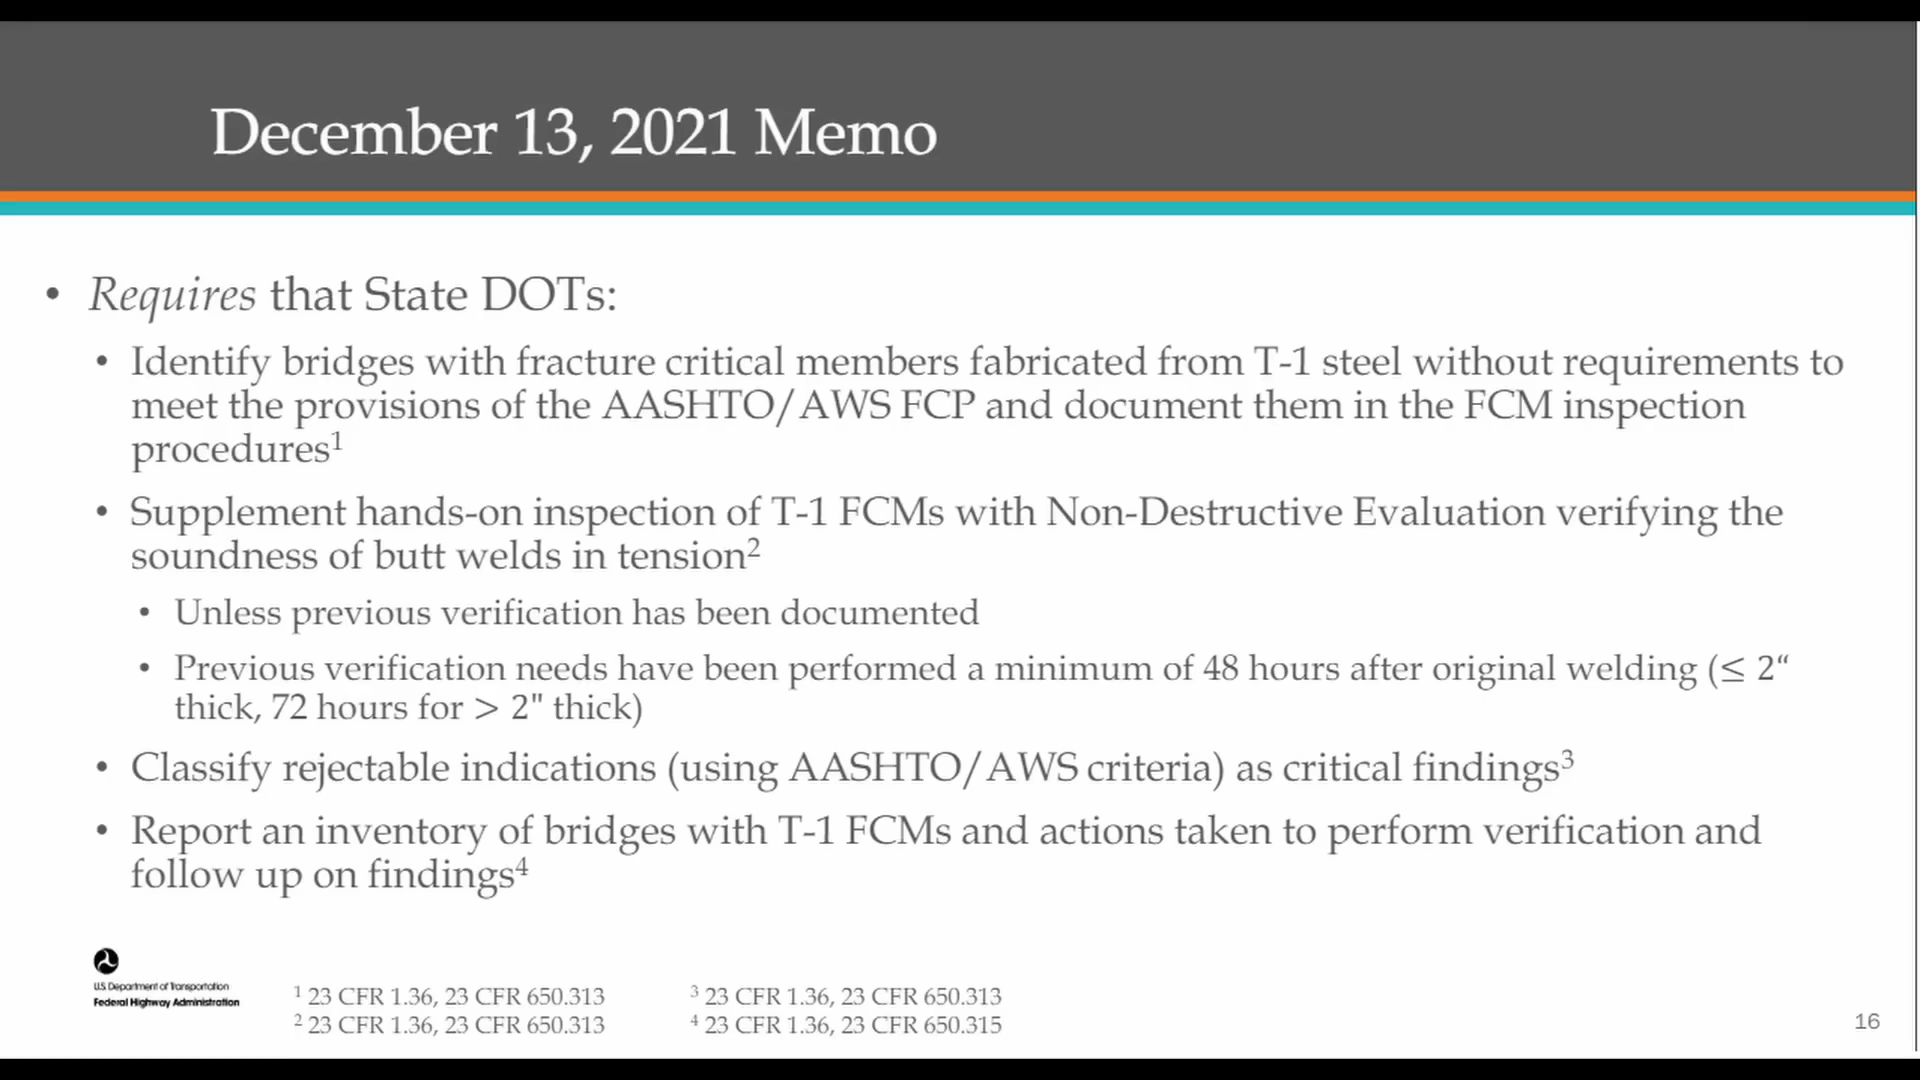 December 13, 2021 Memo
• Requires that State DOTs:
• Identify bridges with fracture critical members fabricated from T-1 steel without requirements to
meet the provisions of the AASHTO/AWS FCP and document them in the FCM inspection
procedures¹
• Supplement hands-on inspection of T-1 FCMs with Non-Destructive Evaluation verifying the
soundness of butt welds in tension²
• Unless previous verification has been documented
• Previous verification needs have been performed a minimum of 48 hours after original welding (≤ 2“
thick, 72 hours for > 2" thick)
• Classify rejectable indications (using AASHTO/AWS criteria) as critical findings³
• Report an inventory of bridges with T-1 FCMs and actions taken to perform verification and
follow up on findings⁴
U.S. Department of Transportation
Federal Highway Administration
¹ 23 CFR 1.36, 23 CFR 650.313
² 23 CFR 1.36, 23 CFR 650.313
³ 23 CFR 1.36, 23 CFR 650.313
⁴ 23 CFR 1.36, 23 CFR 650.315
16